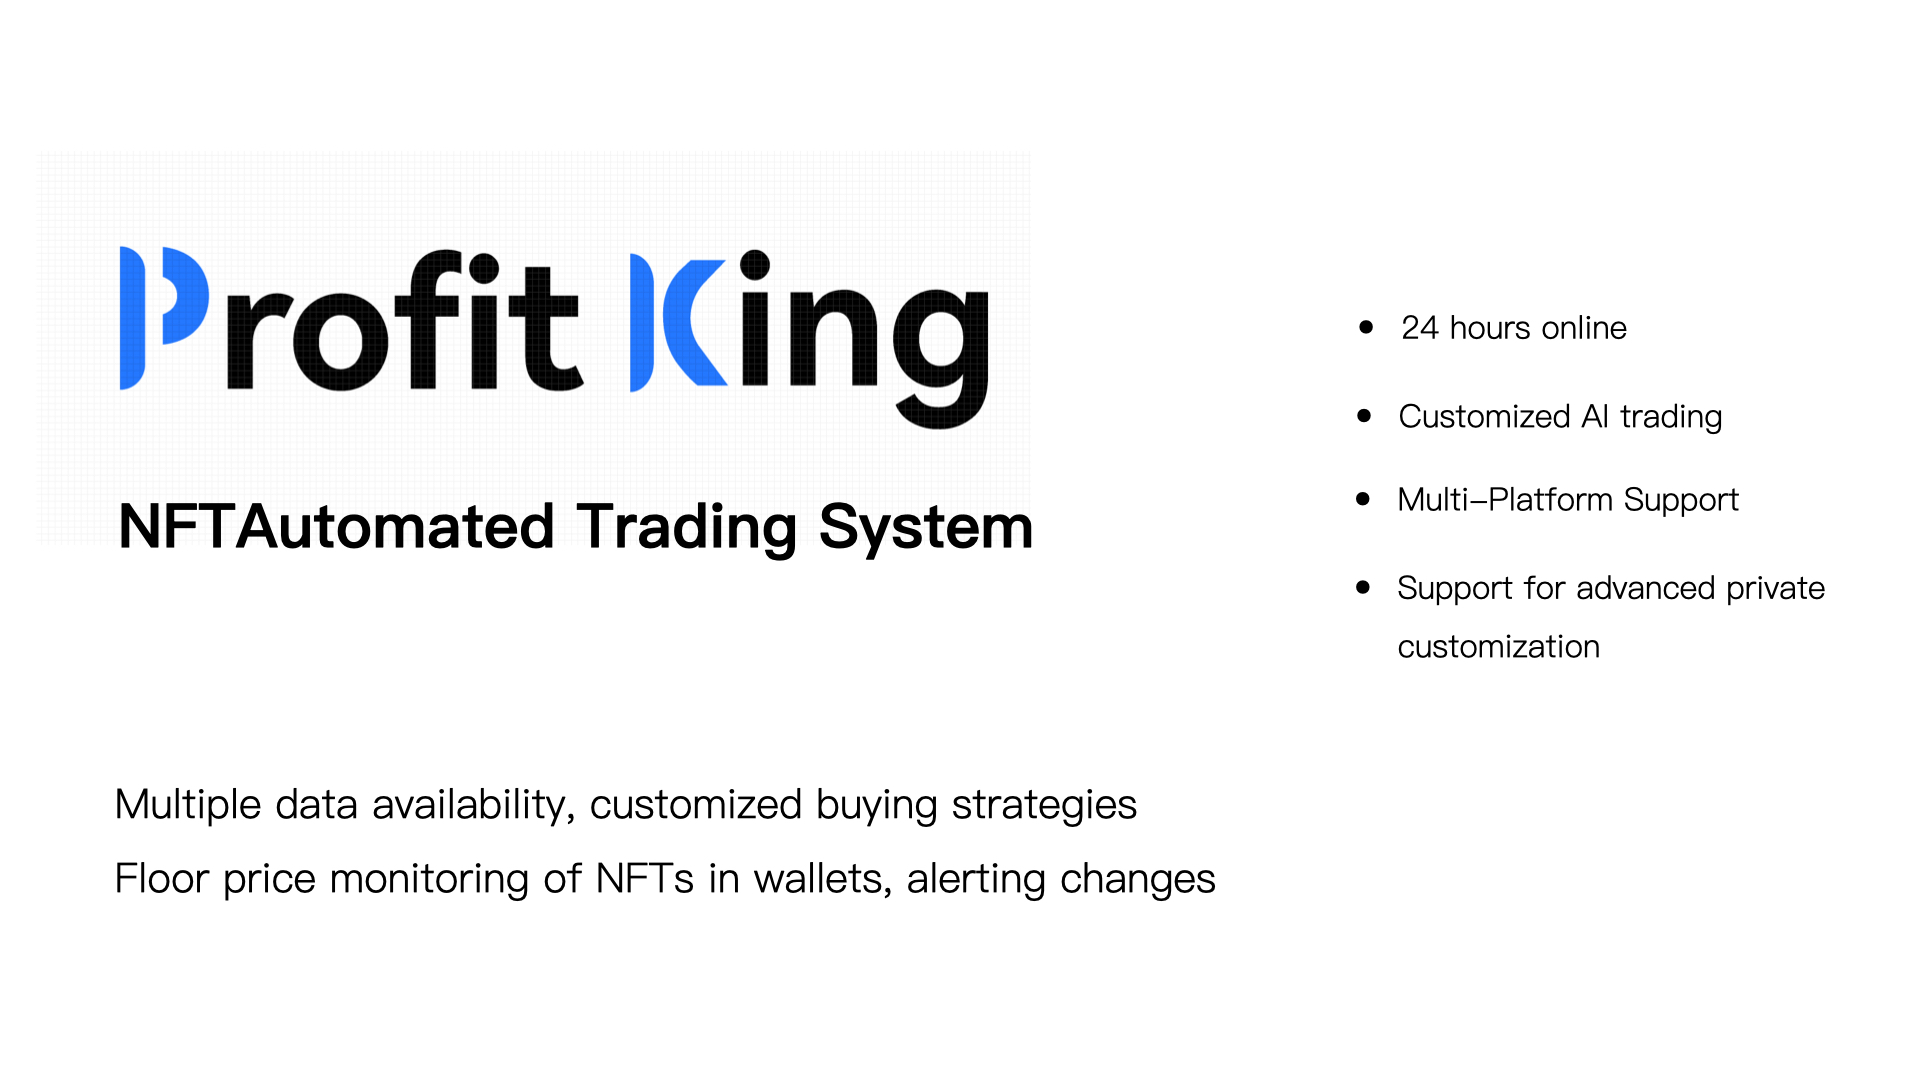 Profit King
NFTAutomated Trading System
• 24 hours online
• Customized AI trading
• Multi-Platform Support
• Support for advanced private
customization
Multiple data availability, customized buying strategies
Floor price monitoring of NFTs in wallets, alerting changes